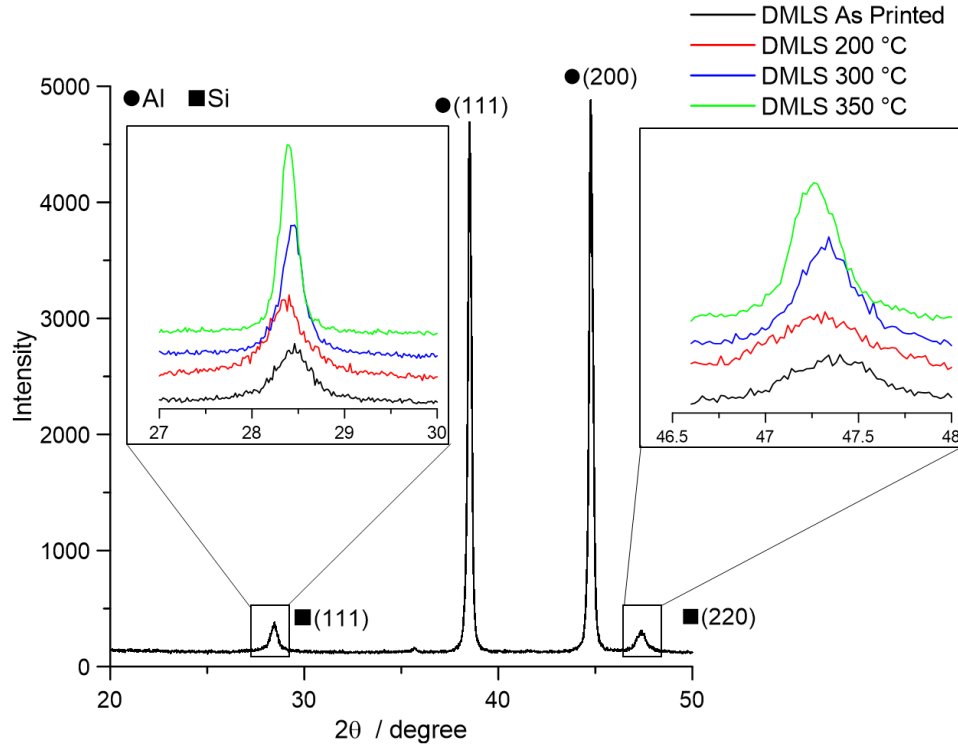 DMLS As Printed
DMLS 200 °C
DMLS 300 °C
DMLS 350 °C
Al Si
(111)
(200)
5000
4000
3000
2000
1000
0
Intensity
27 28 29 30
46.5 47 47.5 48
(111)
(220)
20 30 40 50
2θ / degree